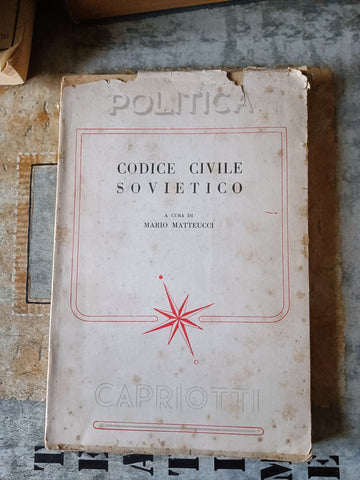 POLITICA
CODICE CIVILE
SOVIETICO
A CURA DI
MARIO MATTEUCCI
CAPRIOTTI